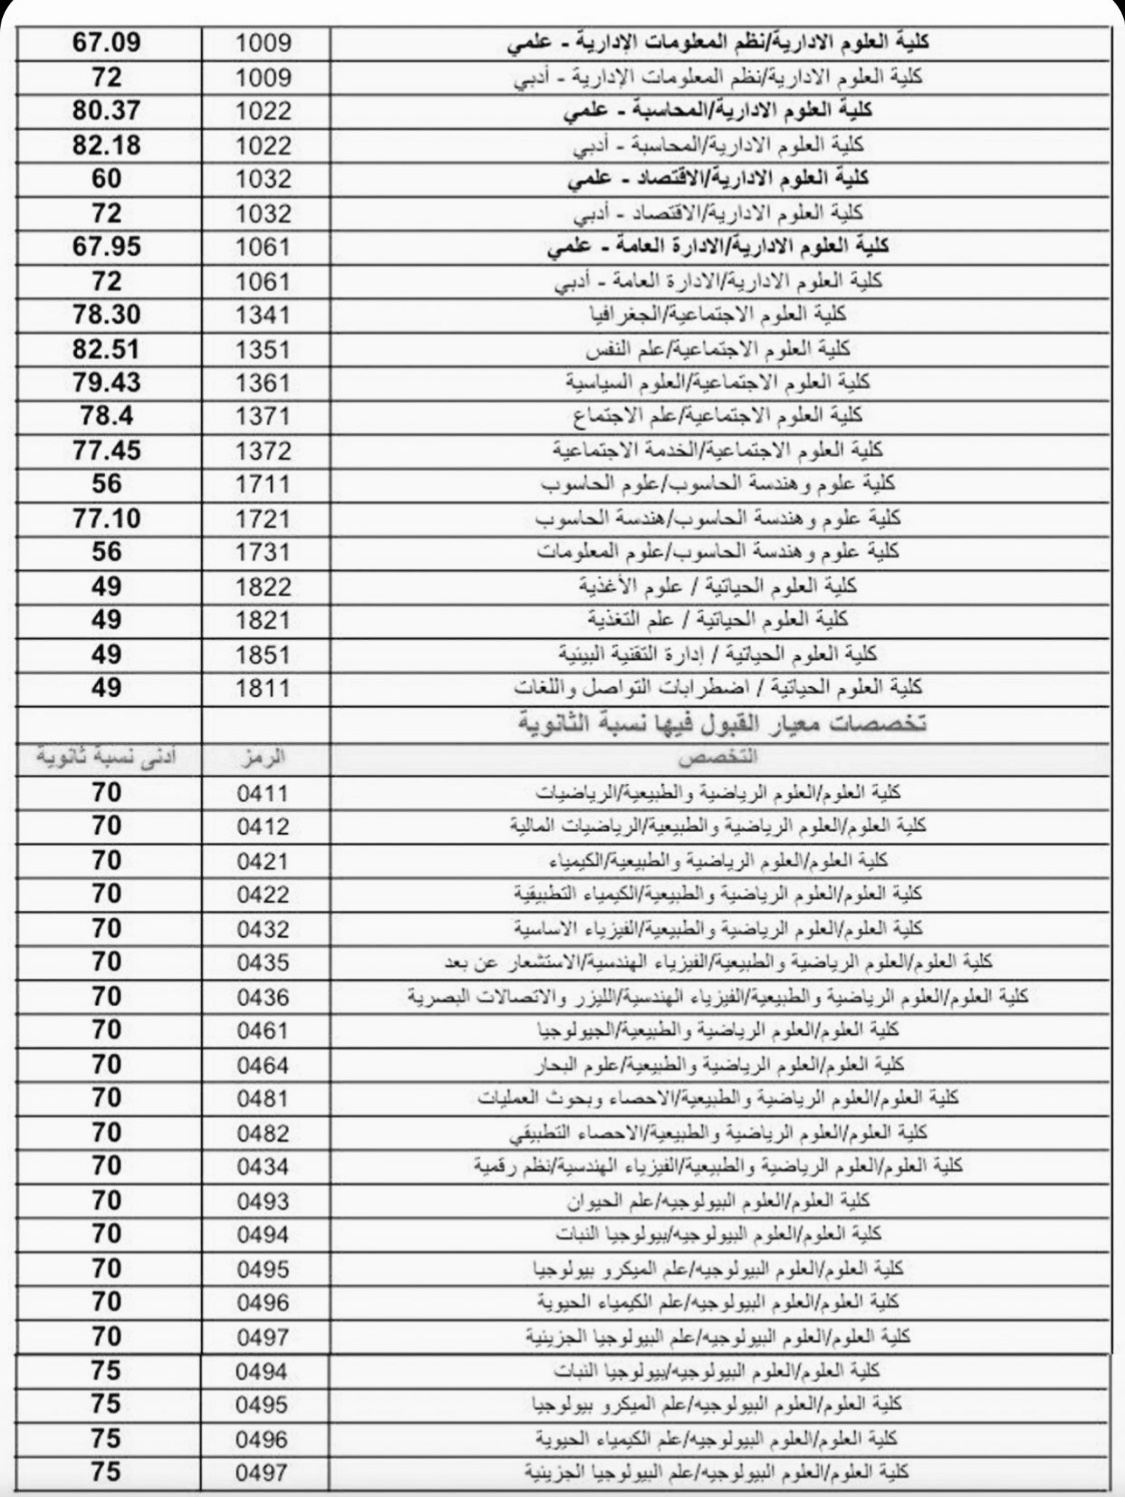 كلية العلوم الادارية/نظم المعلومات الإدارية - علمي 1009 67.09
كلية العلوم الادارية/نظم المعلومات الإدارية - أدبي 1009 72
كلية العلوم الادارية/المحاسبة - علمي 1022 80.37
كلية العلوم الادارية/المحاسبة - أدبي 1022 82.18
كلية العلوم الادارية/الاقتصاد - علمي 1032 60
كلية العلوم الادارية/الاقتصاد - أدبي 1032 72
كلية العلوم الادارية/الادارة العامة - علمي 1061 67.95
كلية العلوم الادارية/الادارة العامة - أدبي 1061 72
كلية العلوم الاجتماعية/الجغرافيا 1341 78.30
كلية العلوم الاجتماعية/علم النفس 1351 82.51
كلية العلوم الاجتماعية/العلوم السياسية 1361 79.43
كلية العلوم الاجتماعية/علم الاجتماع 1371 78.4
كلية العلوم الاجتماعية/الخدمة الاجتماعية 1372 77.45
كلية علوم وهندسة الحاسوب/علوم الحاسوب 1711 56
كلية علوم وهندسة الحاسوب/هندسة الحاسوب 1721 77.10
كلية علوم وهندسة الحاسوب/علوم المعلومات 1731 56
كلية العلوم الحياتية / علوم الأغذية 1822 49
كلية العلوم الحياتية / علم التغذية 1821 49
كلية العلوم الحياتية / إدارة التقنية البيئية 1851 49
كلية العلوم الحياتية / اضطرابات التواصل واللغات 1811 49
تخصصات معيار القبول فيها نسبة الثانوية
التخصص الرمز أدنى نسبة ثانوية
كلية العلوم/العلوم الرياضية والطبيعية/الرياضيات 0411 70
كلية العلوم/العلوم الرياضية والطبيعية/الرياضيات المالية 0412 70
كلية العلوم/العلوم الرياضية والطبيعية/الكيمياء 0421 70
كلية العلوم/العلوم الرياضية والطبيعية/الكيمياء التطبيقية 0422 70
كلية العلوم/العلوم الرياضية والطبيعية/الفيزياء الاساسية 0432 70
كلية العلوم/العلوم الرياضية والطبيعية/الفيزياء الهندسية/الاستشعار عن بعد 0435 70
كلية العلوم/العلوم الرياضية والطبيعية/الفيزياء الهندسية/الليزر والاتصالات البصرية 0436 70
كلية العلوم/العلوم الرياضية والطبيعية/الجيولوجيا 0461 70
كلية العلوم/العلوم الرياضية والطبيعية/علوم البحار 0464 70
كلية العلوم/العلوم الرياضية والطبيعية/الاحصاء وبحوث العمليات 0481 70
كلية العلوم/العلوم الرياضية والطبيعية/الاحصاء التطبيقي 0482 70
كلية العلوم/العلوم الرياضية والطبيعية/الفيزياء الهندسية/نظم رقمية 0434 70
كلية العلوم/العلوم البيولوجيه/علم الحيوان 0493 70
كلية العلوم/العلوم البيولوجيه/بيولوجيا النبات 0494 70
كلية العلوم/العلوم البيولوجيه/علم الميكرو بيولوجيا 0495 70
كلية العلوم/العلوم البيولوجيه/علم الكيمياء الحيوية 0496 70
كلية العلوم/العلوم البيولوجيه/علم البيولوجيا الجزيئية 0497 70
كلية العلوم/العلوم البيولوجيه/بيولوجيا النبات 0494 75
كلية العلوم/العلوم البيولوجيه/علم الميكرو بيولوجيا 0495 75
كلية العلوم/العلوم البيولوجيه/علم الكيمياء الحيوية 0496 75
كلية العلوم/العلوم البيولوجيه/علم البيولوجيا الجزيئية 0497 75